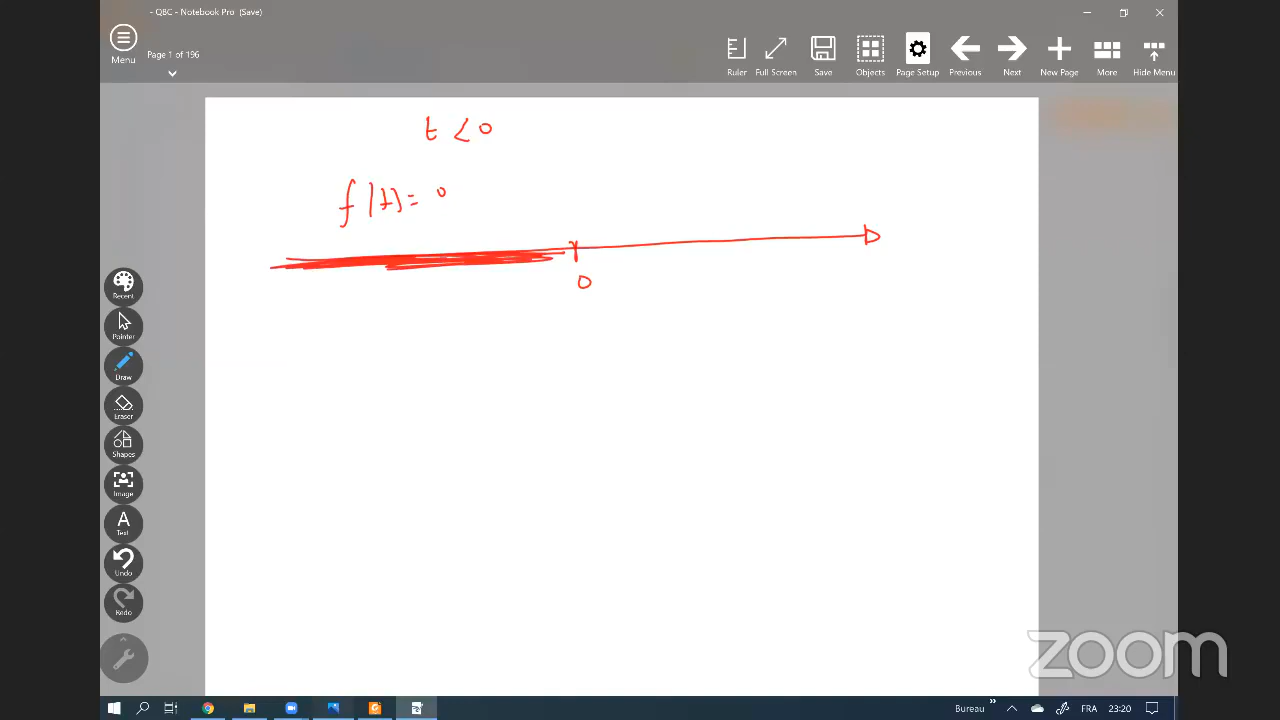 - QBC - Notebook Pro (Save)
Menu
Page 1 of 196
Ruler
Full Screen
Save
Objects
Page Setup
Previous
Next
New Page
More
Hide Menu
t < 0
f(t) = 0
0
Recent
Pointer
Draw
Eraser
Shapes
Image
A
Text
Undo
Redo
zoom
Bureau
»
FRA
23:20